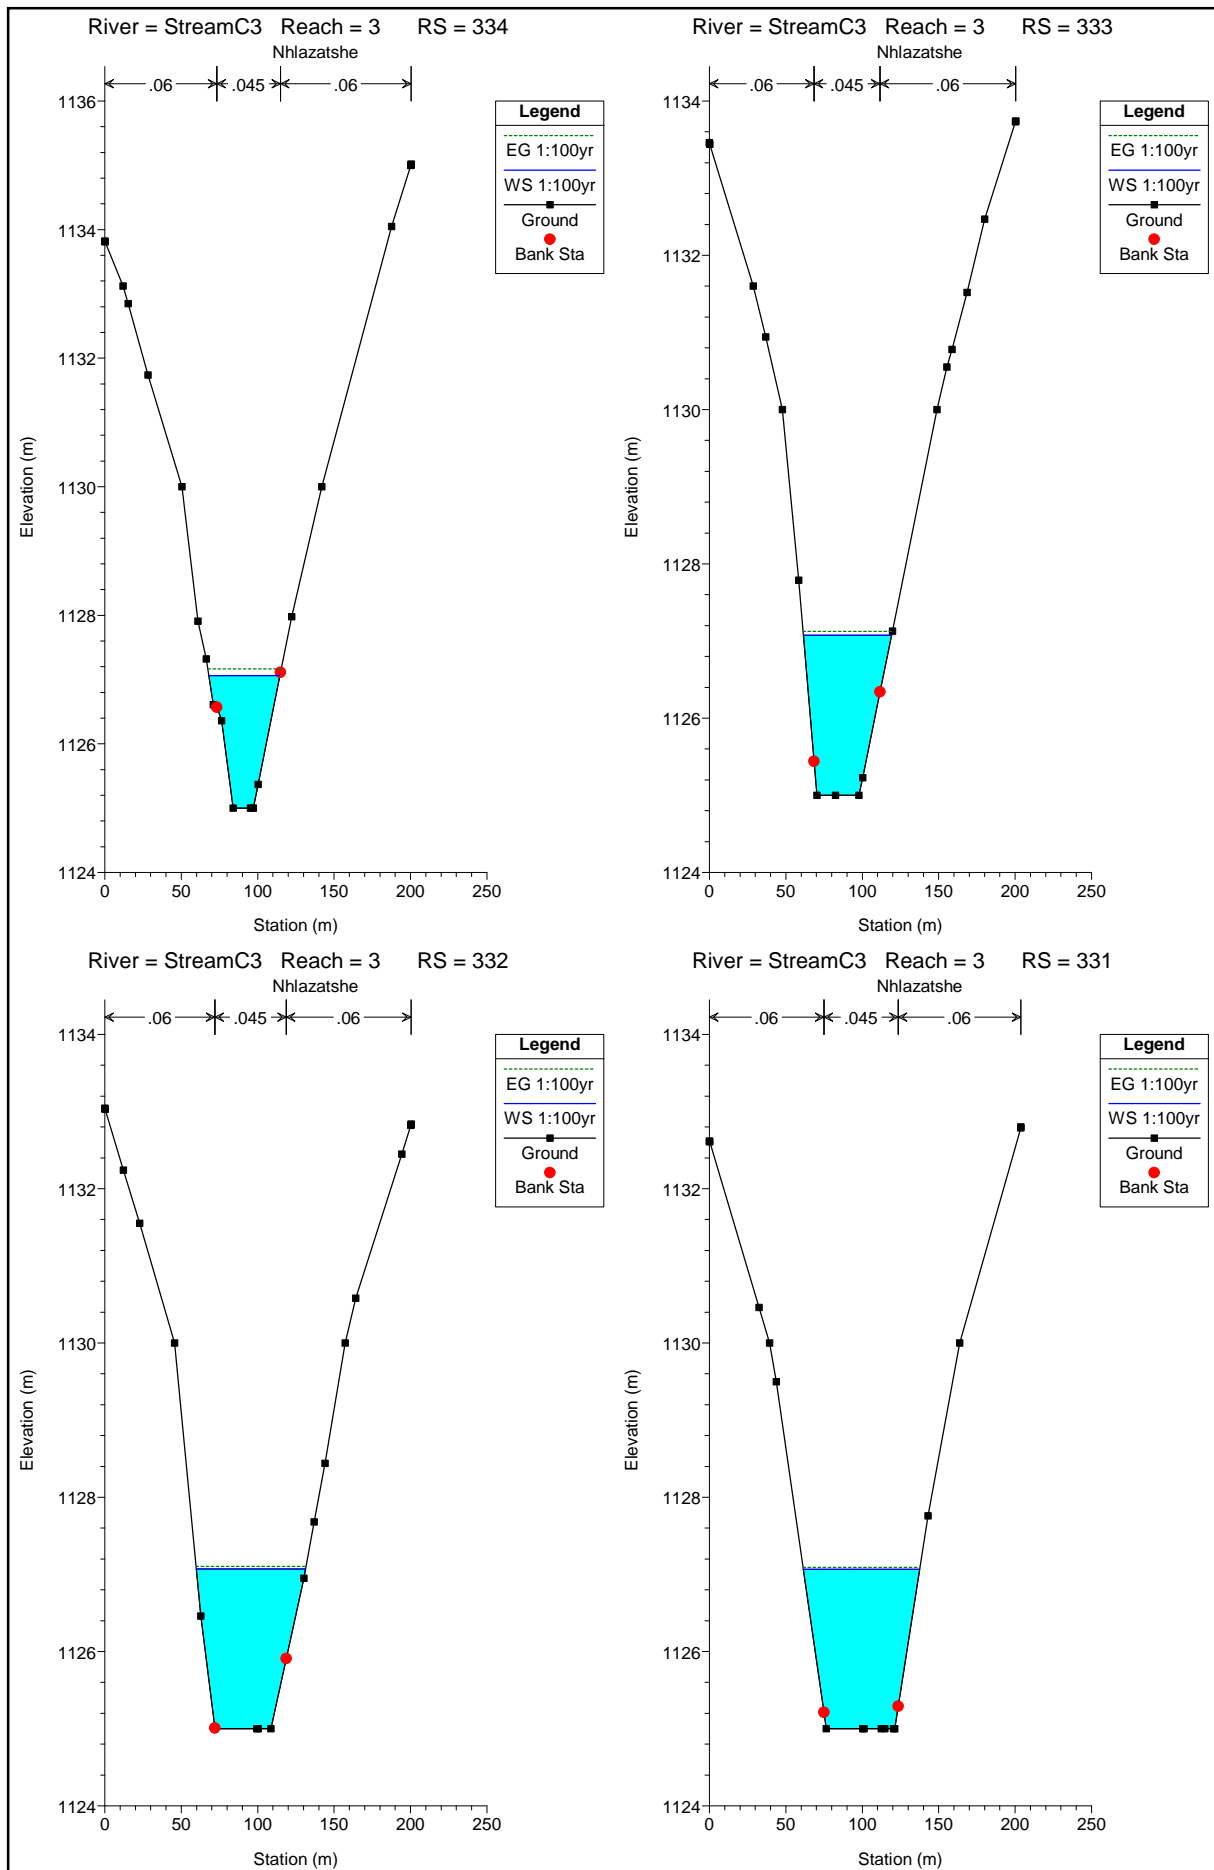 River = StreamC3 Reach = 3 RS = 334
Nhlazatshe
.06 .045 .06
Legend
EG 1:100yr
WS 1:100yr
Ground
Bank Sta
1136
1134
1132
1130
1128
1126
1124
Elevation (m)
0 50 100 150 200 250
Station (m)
River = StreamC3 Reach = 3 RS = 333
Nhlazatshe
.06 .045 .06
Legend
EG 1:100yr
WS 1:100yr
Ground
Bank Sta
1134
1132
1130
1128
1126
1124
Elevation (m)
0 50 100 150 200 250
Station (m)
River = StreamC3 Reach = 3 RS = 332
Nhlazatshe
.06 .045 .06
Legend
EG 1:100yr
WS 1:100yr
Ground
Bank Sta
1134
1132
1130
1128
1126
1124
Elevation (m)
0 50 100 150 200 250
Station (m)
River = StreamC3 Reach = 3 RS = 331
Nhlazatshe
.06 .045 .06
Legend
EG 1:100yr
WS 1:100yr
Ground
Bank Sta
1134
1132
1130
1128
1126
1124
Elevation (m)
0 50 100 150 200 250
Station (m)